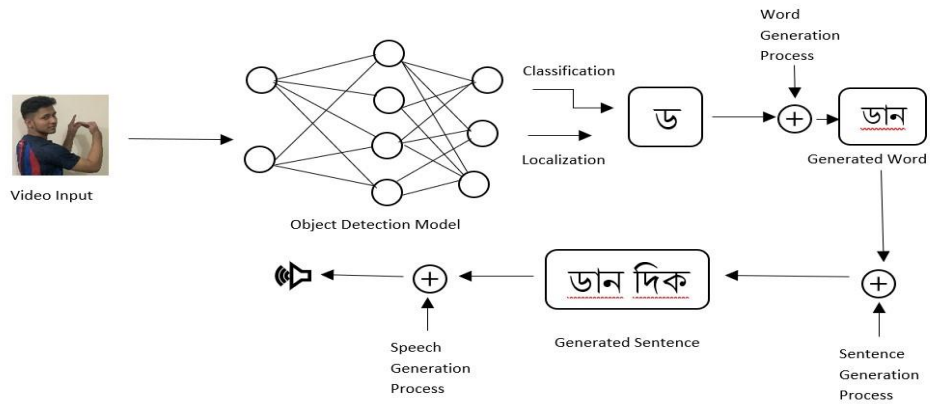 Word
Generation
Process
Classification
ড
ডান
Localization
Generated Word
Video Input
Object Detection Model
ডান দিক
Generated Sentence
Speech
Generation
Process
Sentence
Generation
Process